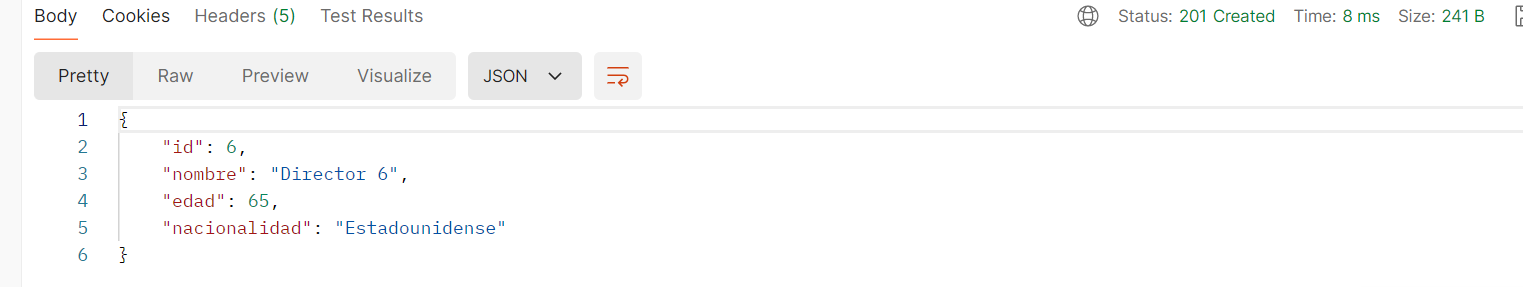 Body Cookies Headers (5) Test Results Status: 201 Created Time: 8 ms Size: 241 B
Pretty Raw Preview Visualize JSON
1 {
2 "id": 6,
3 "nombre": "Director 6",
4 "edad": 65,
5 "nacionalidad": "Estadounidense"
6 }